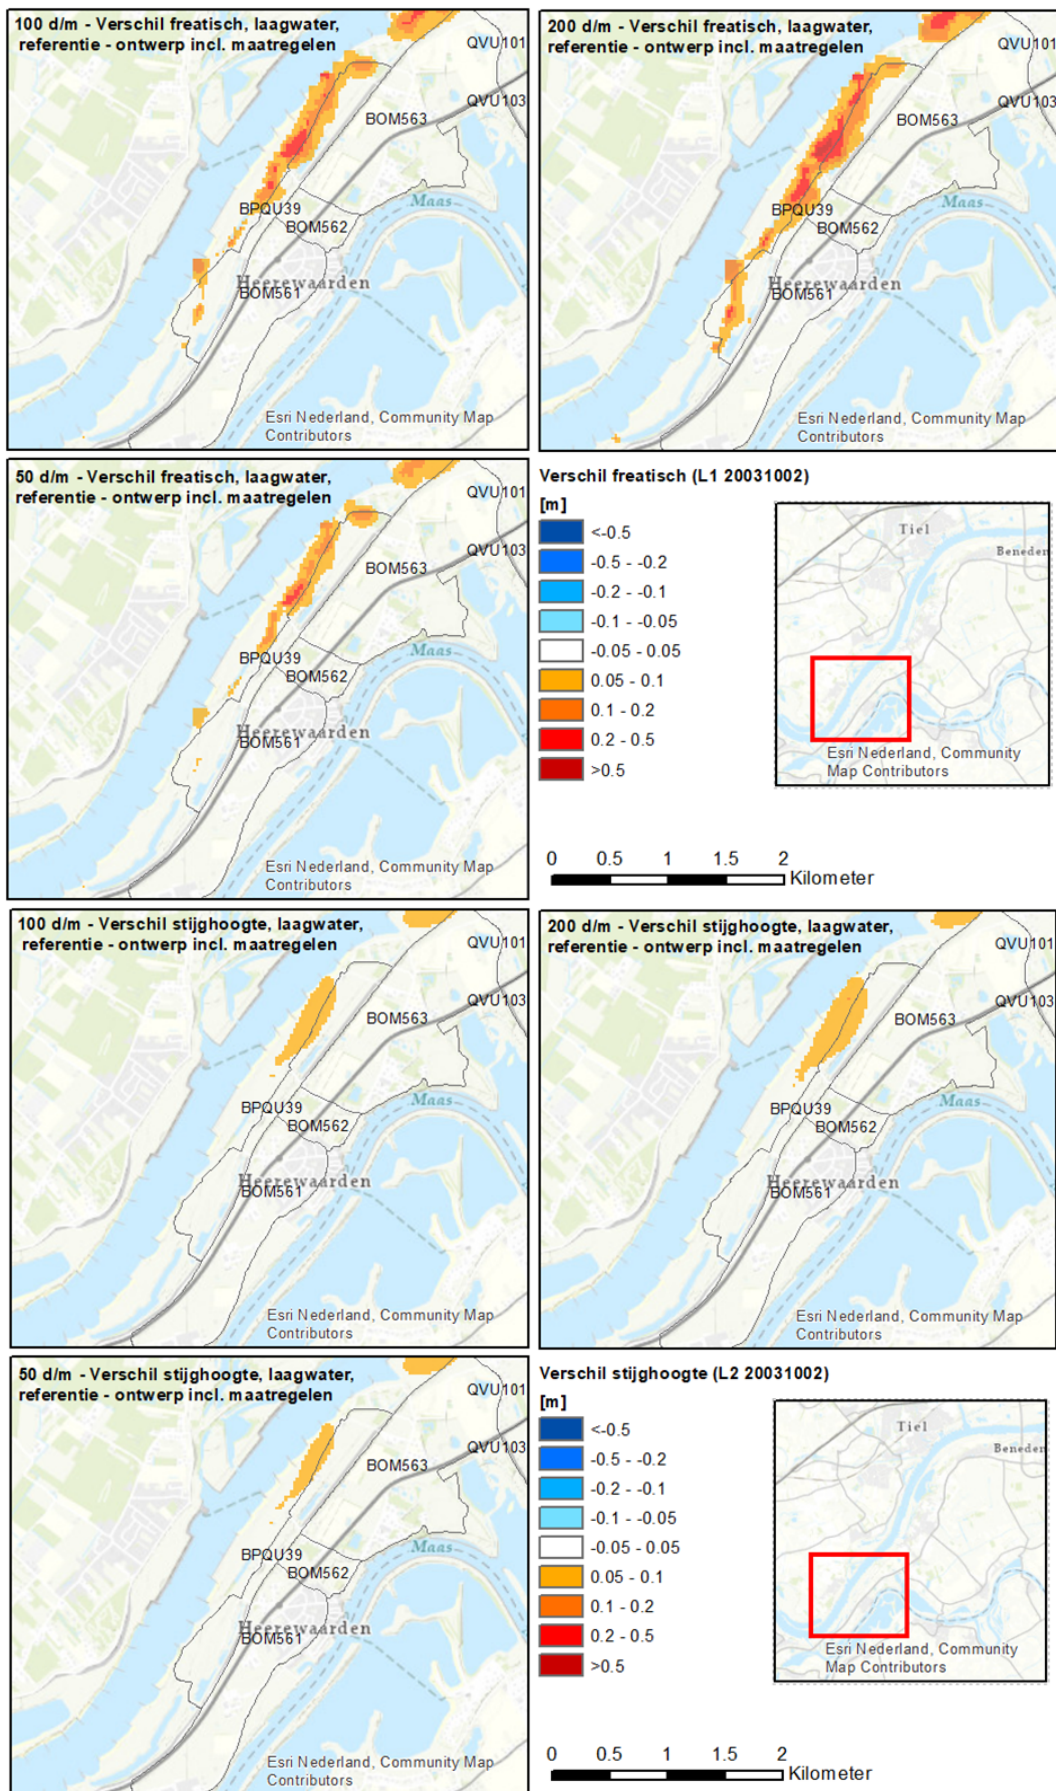 100 d/m - Verschil freatisch, laagwater,
referentie - ontwerp incl. maatregelen
QVU101
QVU103
BOM563
Maas
BPQU39
BOM562
Heerewaarden
BOM561
Esri Nederland, Community Map
Contributors
200 d/m - Verschil freatisch, laagwater,
referentie - ontwerp incl. maatregelen
QVU101
QVU103
BOM563
Maas
BPQU39
BOM562
Heerewaarden
BOM561
Esri Nederland, Community Map
Contributors
50 d/m - Verschil freatisch, laagwater,
referentie - ontwerp incl. maatregelen
QVU101
QVU103
BOM563
Maas
BPQU39
BOM562
Heerewaarden
BOM561
Esri Nederland, Community Map
Contributors
Verschil freatisch (L1 20031002)
[m]
<-0.5
-0.5 - -0.2
-0.2 - -0.1
-0.1 - -0.05
-0.05 - 0.05
0.05 - 0.1
0.1 - 0.2
0.2 - 0.5
>0.5
Tiel
Beneden
Esri Nederland, Community
Map Contributors
0 0.5 1 1.5 2
Kilometer
100 d/m - Verschil stijghoogte, laagwater,
referentie - ontwerp incl. maatregelen
QVU101
QVU103
BOM563
Maas
BPQU39
BOM562
Heerewaarden
BOM561
Esri Nederland, Community Map
Contributors
200 d/m - Verschil stijghoogte, laagwater,
referentie - ontwerp incl. maatregelen
QVU101
QVU103
BOM563
Maas
BPQU39
BOM562
Heerewaarden
BOM561
Esri Nederland, Community Map
Contributors
50 d/m - Verschil stijghoogte, laagwater,
referentie - ontwerp incl. maatregelen
QVU101
QVU103
BOM563
Maas
BPQU39
BOM562
Heerewaarden
BOM561
Esri Nederland, Community Map
Contributors
Verschil stijghoogte (L2 20031002)
[m]
<-0.5
-0.5 - -0.2
-0.2 - -0.1
-0.1 - -0.05
-0.05 - 0.05
0.05 - 0.1
0.1 - 0.2
0.2 - 0.5
>0.5
Tiel
Beneden
Esri Nederland, Community
Map Contributors
0 0.5 1 1.5 2
Kilometer